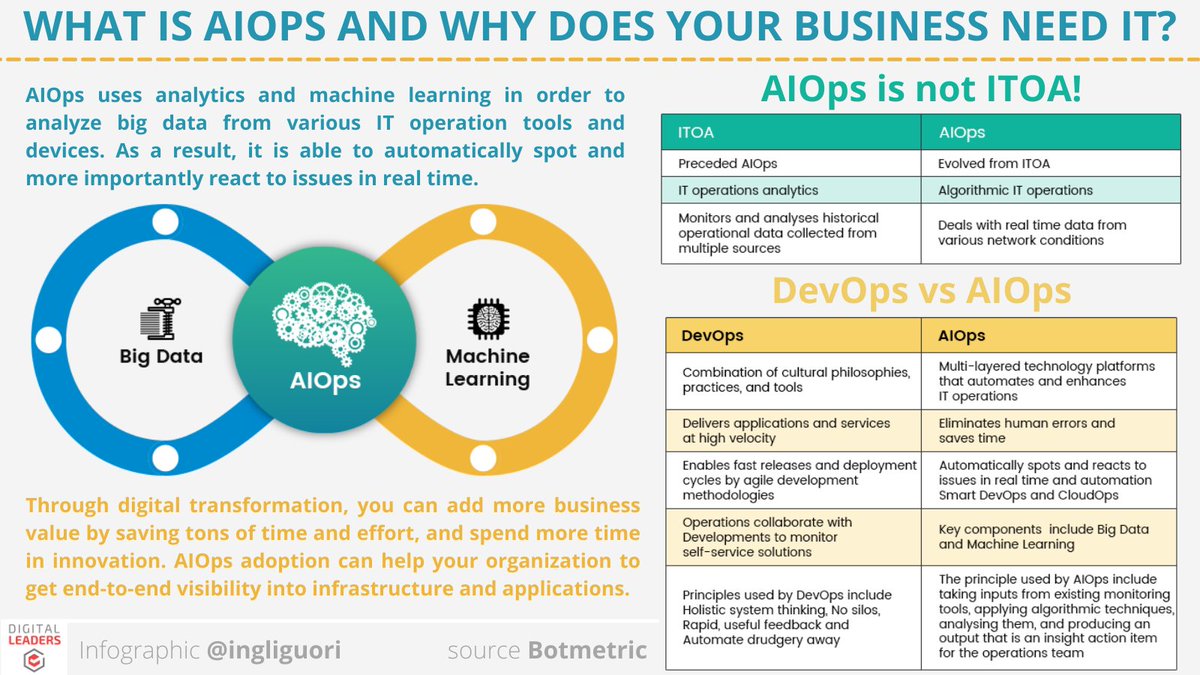 WHAT IS AIOPS AND WHY DOES YOUR BUSINESS NEED IT?
AIOps uses analytics and machine learning in order to
analyze big data from various IT operation tools and
devices. As a result, it is able to automatically spot and
more importantly react to issues in real time.
Big Data
AIOps
Machine
Learning
Through digital transformation, you can add more business
value by saving tons of time and effort, and spend more time
in innovation. AIOps adoption can help your organization to
get end-to-end visibility into infrastructure and applications.
DIGITAL
LEADERS
Infographic @ingliguori
source Botmetric
AIOps is not ITOA!
ITOA
AIOps
Preceded AIOps
Evolved from ITOA
IT operations analytics
Algorithmic IT operations
Monitors and analyses historical
operational data collected from
multiple sources
Deals with real time data from
various network conditions
DevOps vs AIOps
DevOps
AIOps
Combination of cultural philosophies,
practices, and tools
Multi-layered technology platforms
that automates and enhances
IT operations
Delivers applications and services
at high velocity
Eliminates human errors and
saves time
Enables fast releases and deployment
cycles by agile development
methodologies
Automatically spots and reacts to
issues in real time and automation
Smart DevOps and CloudOps
Operations collaborate with
Developments to monitor
self-service solutions
Key components include Big Data
and Machine Learning
Principles used by DevOps include
Holistic system thinking, No silos,
Rapid, useful feedback and
Automate drudgery away
The principle used by AIOps include
taking inputs from existing monitoring
tools, applying algorithmic techniques,
analysing them, and producing an
output that is an insight action item
for the operations team